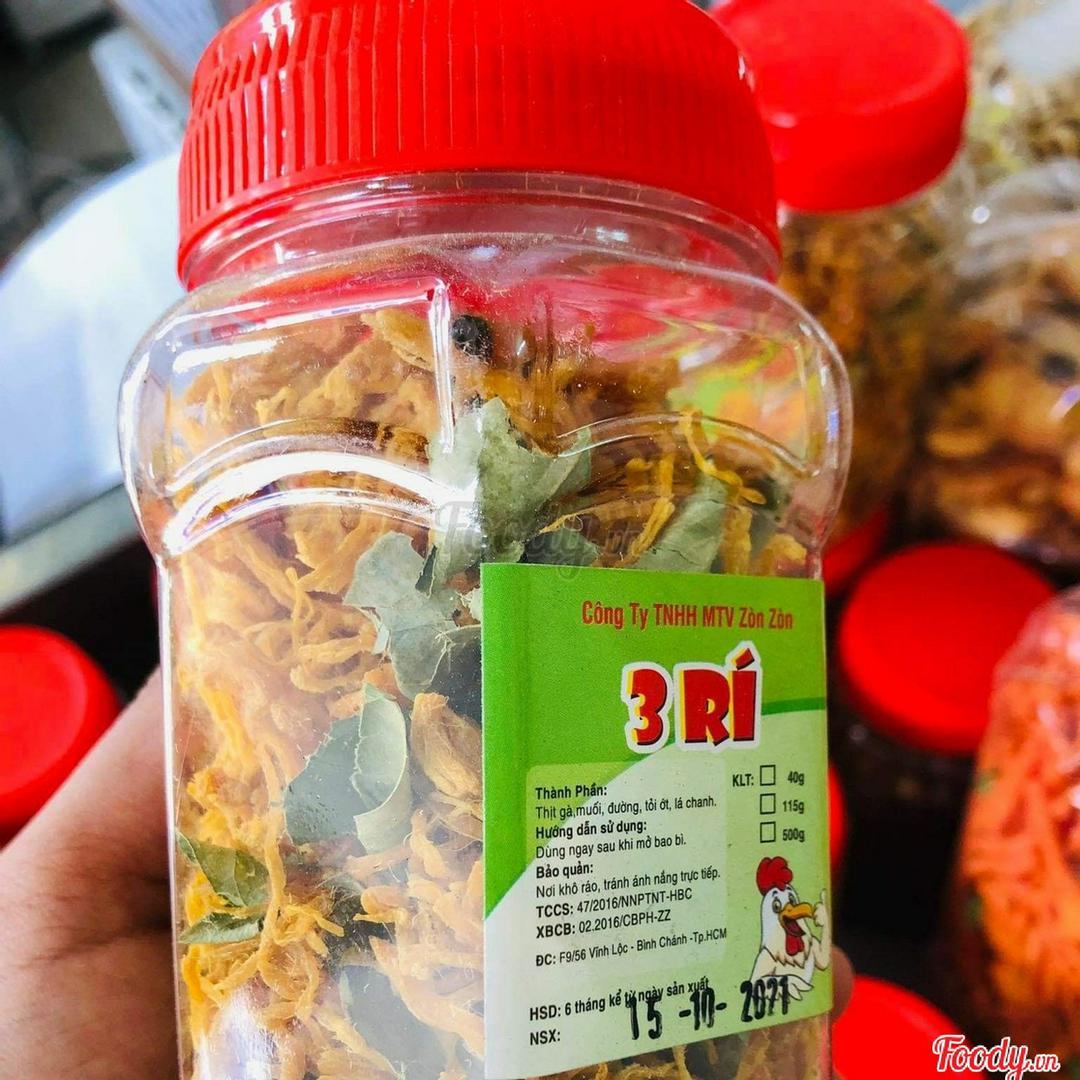 Foody.vn
Công Ty TNHH MTV Zòn Zòn
3 RÍ
KLT: 40g
115g
500g
Thành Phần:
Thịt gà,muối, đường, tỏi ớt, lá chanh.
Hướng dẫn sử dụng:
Dùng ngay sau khi mở bao bì.
Bảo quản:
Nơi khô ráo, tránh ánh nắng trực tiếp.
TCCS: 47/2016/NNPTNT-HBC
XBCB: 02.2016/CBPH-ZZ
ĐC: F9/56 Vĩnh Lộc - Bình Chánh -Tp.HCM
HSD: 6 tháng kể từ ngày sản xuất
NSX: 15 -10- 2021
Foody.vn